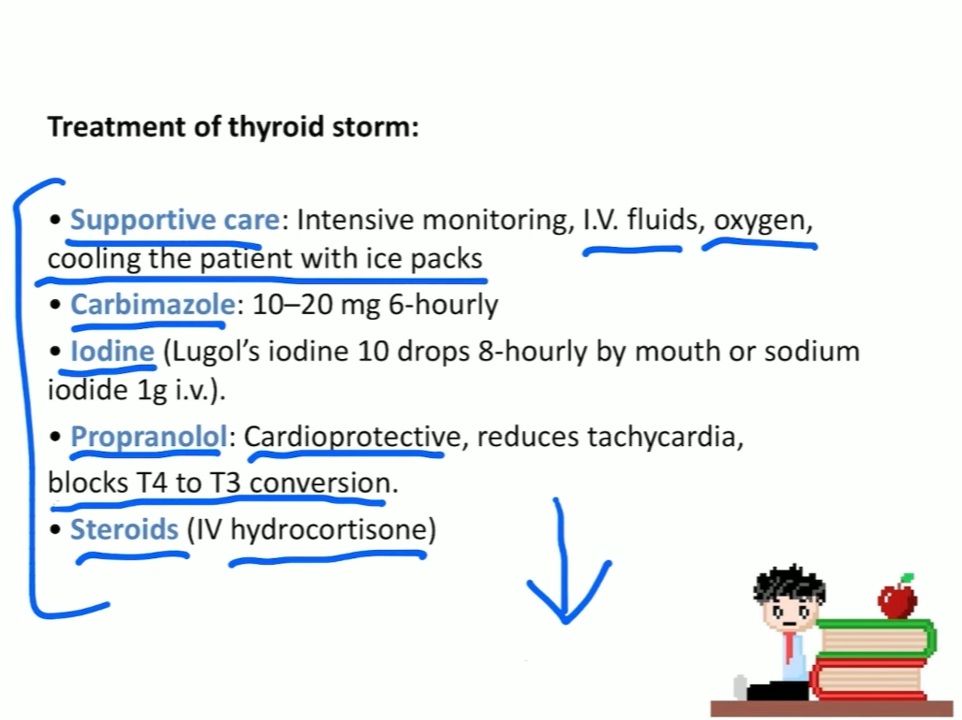 Treatment of thyroid storm:
• Supportive care: Intensive monitoring, I.V. fluids, oxygen,
cooling the patient with ice packs
• Carbimazole: 10–20 mg 6-hourly
• Iodine (Lugol’s iodine 10 drops 8-hourly by mouth or sodium
iodide 1g i.v.).
• Propranolol: Cardioprotective, reduces tachycardia,
blocks T4 to T3 conversion.
• Steroids (IV hydrocortisone)